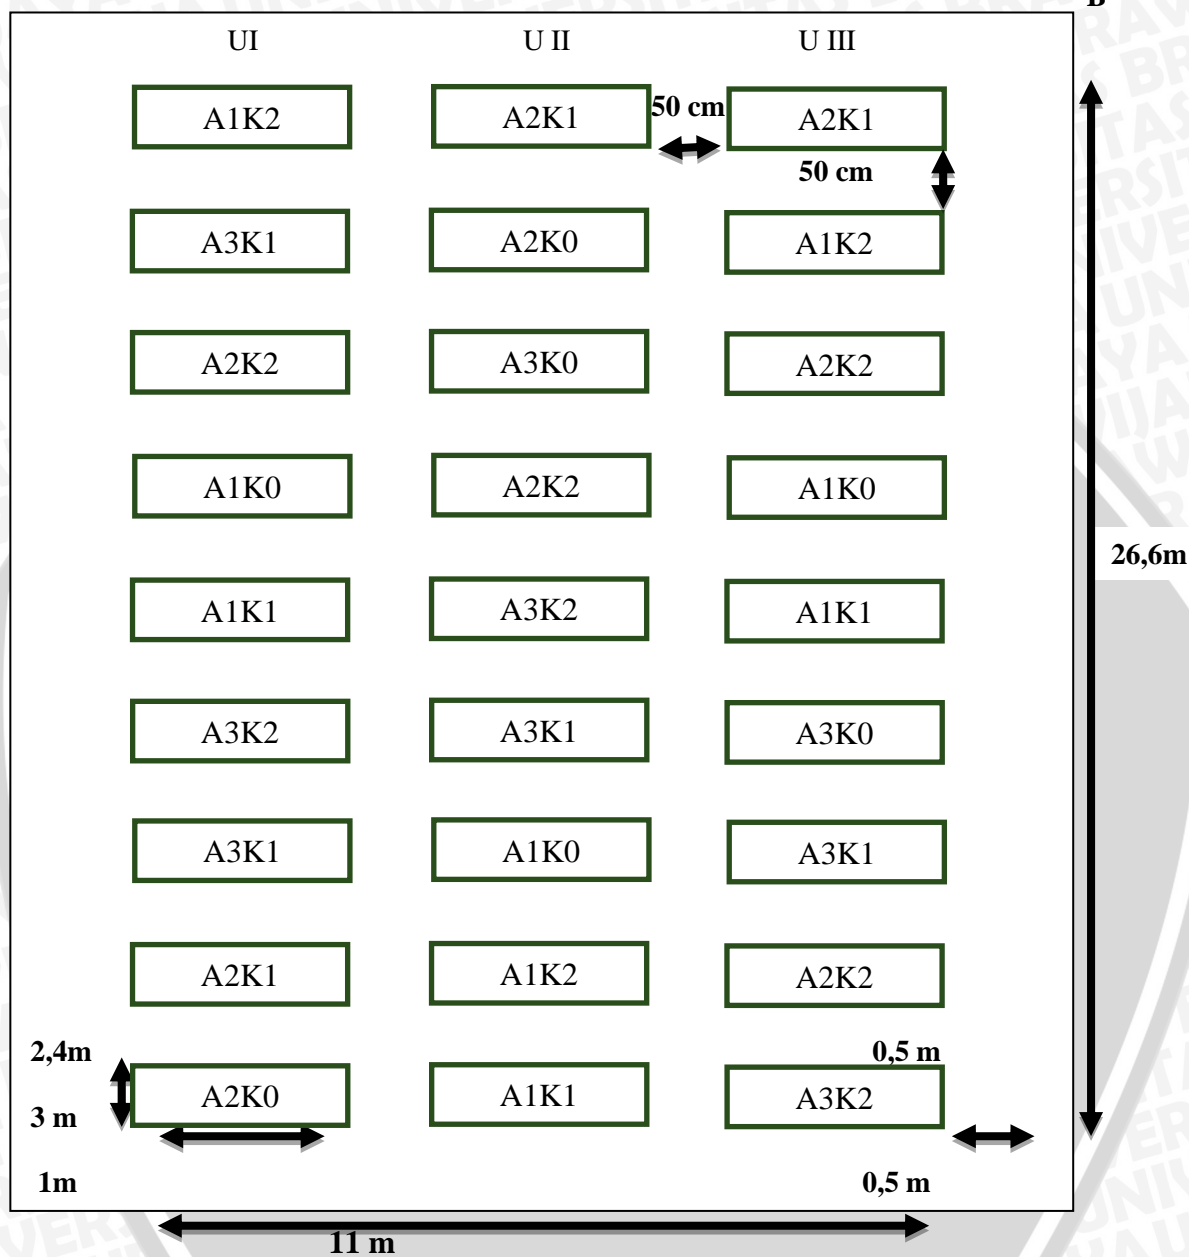 B
UI U II U III
A1K2 A2K1 50 cm A2K1
50 cm
A3K1 A2K0 A1K2
A2K2 A3K0 A2K2
A1K0 A2K2 A1K0
26,6m
A1K1 A3K2 A1K1
A3K2 A3K1 A3K0
A3K1 A1K0 A3K1
A2K1 A1K2 A2K2
2,4m 0,5 m
A2K0 A1K1 A3K2
3 m
1m 0,5 m
11 m